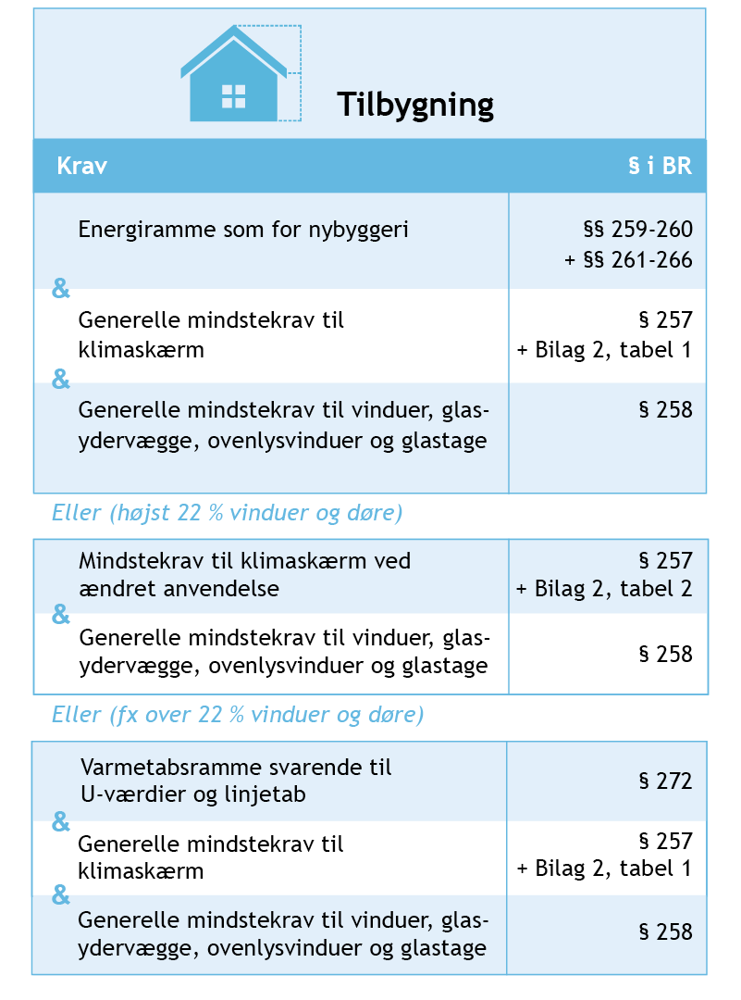 Tilbygning
Krav § i BR
Energiramme som for nybyggeri §§ 259-260
+ §§ 261-266
&
Generelle mindstekrav til § 257
klimaskærm + Bilag 2, tabel 1
&
Generelle mindstekrav til vinduer, glas- § 258
ydervægge, ovenlysvinduer og glastage
Eller (højst 22 % vinduer og døre)
Mindstekrav til klimaskærm ved § 257
ændret anvendelse + Bilag 2, tabel 2
&
Generelle mindstekrav til vinduer, glas-
ydervægge, ovenlysvinduer og glastage § 258
Eller (fx over 22 % vinduer og døre)
Varmetabsramme svarende til
U-værdier og linjetab § 272
&
Generelle mindstekrav til § 257
klimaskærm + Bilag 2, tabel 1
&
Generelle mindstekrav til vinduer, glas-
ydervægge, ovenlysvinduer og glastage § 258